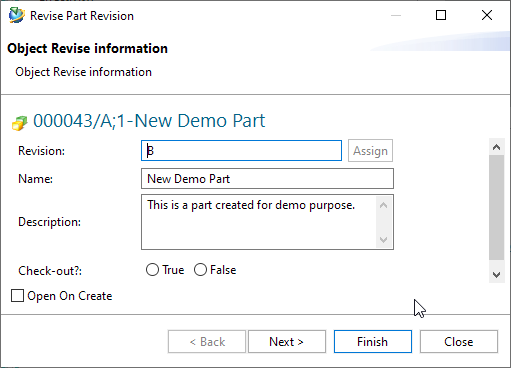 Revise Part Revision
Object Revise information
Object Revise information
000043/A;1-New Demo Part
Revision:
B
Assign
Name:
New Demo Part
Description:
This is a part created for demo purpose.
Check-out?:
True
False
Open On Create
< Back
Next >
Finish
Close